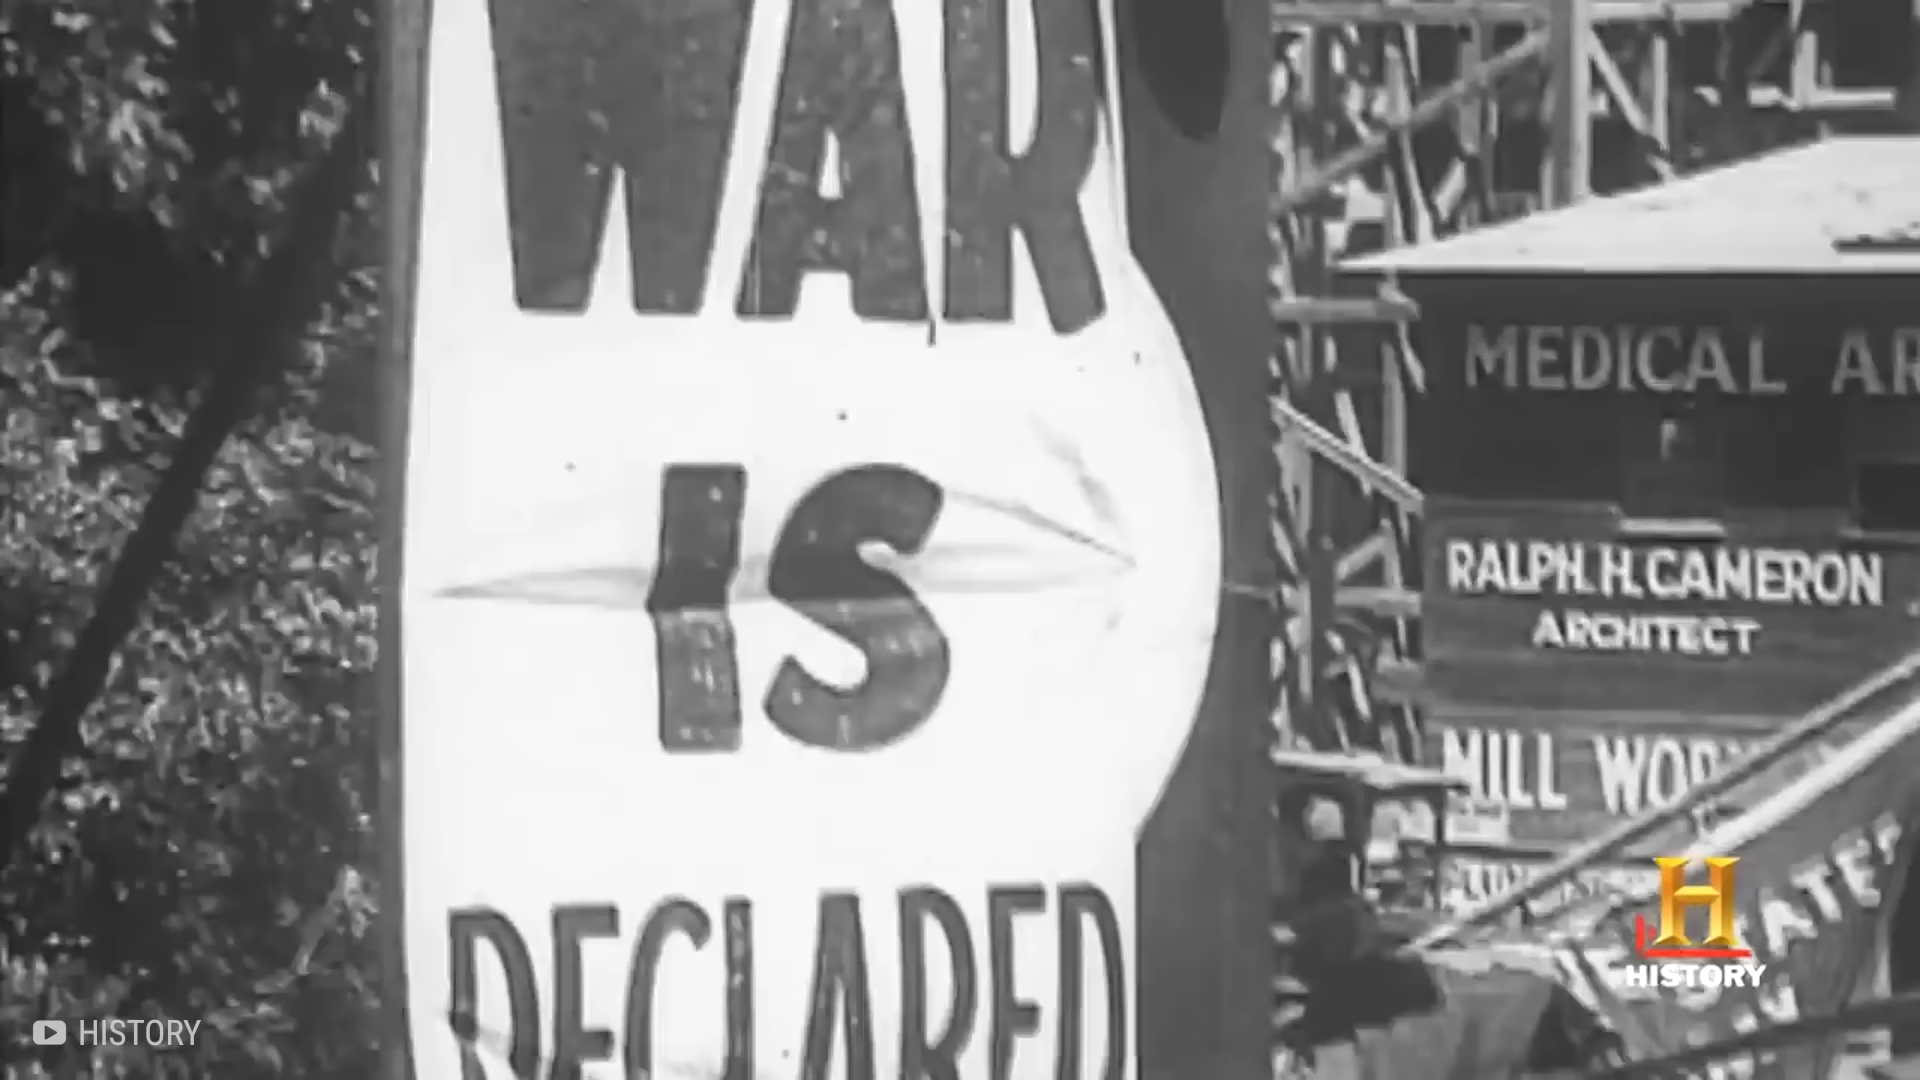 WAR
IS
DECLARED
MEDICAL AR
RALPH. H. CAMERON
ARCHITECT
MILL WOR
HISTORY
HISTORY